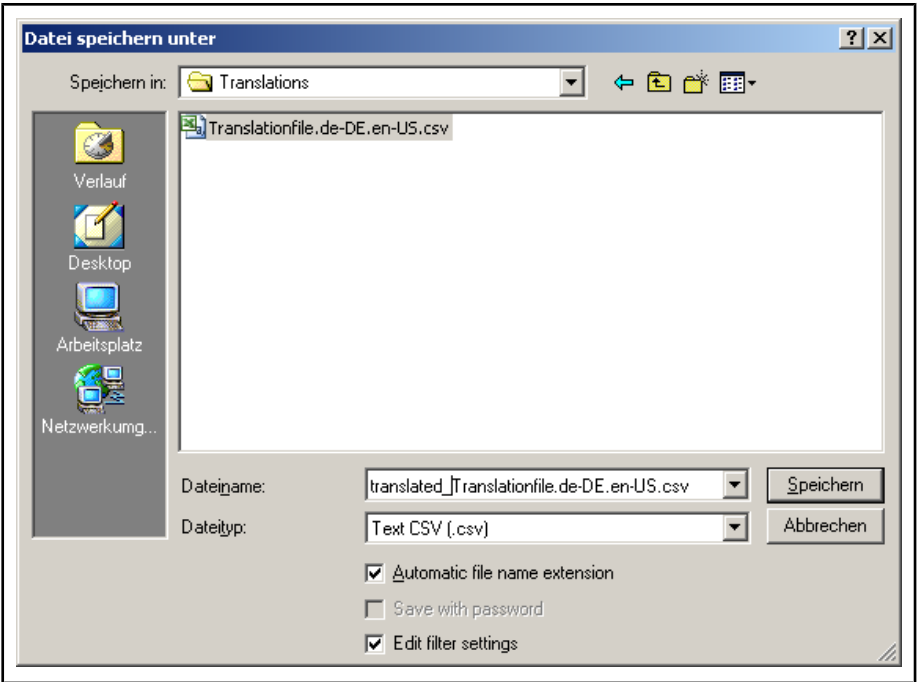 Datei speichern unter
Speichern in: Translations
Translationfile.de-DE.en-US.csv
Verlauf
Desktop
Arbeitsplatz
Netzwerkumg...
Dateiname: translated_Translationfile.de-DE.en-US.csv Speichern
Dateityp: Text CSV (.csv) Abbrechen
Automatic file name extension
Save with password
Edit filter settings